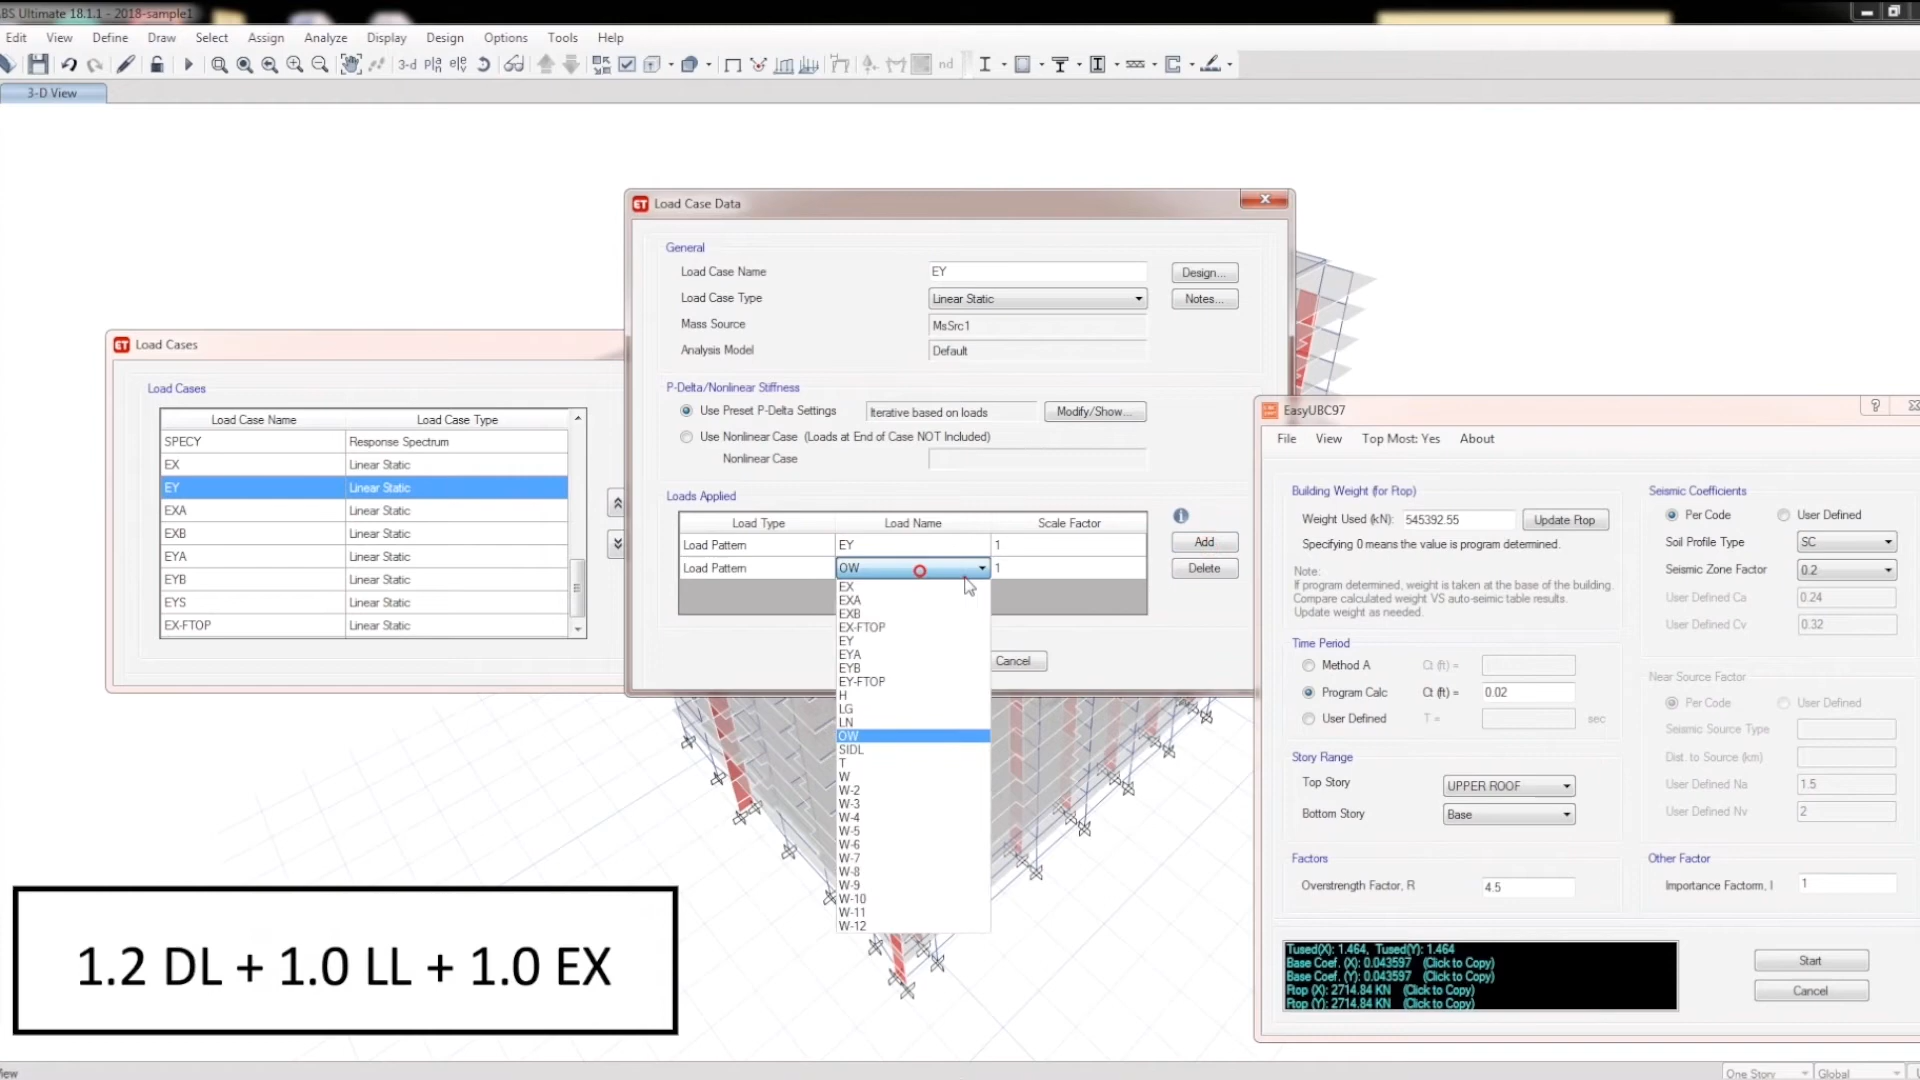 BS Ultimate 18.1.1 - 2018-sample1
Edit View Define Draw Select Assign Analyze Display Design Options Tools Help
3-d pla ele nd
3-D View
Load Cases
Load Cases
Load Case Name Load Case Type
SPECY Response Spectrum
EX Linear Static
EY Linear Static
EXA Linear Static
EXB Linear Static
EYA Linear Static
EYB Linear Static
EYS Linear Static
EX-FTOP Linear Static
Load Case Data
General
Load Case Name EY Design...
Load Case Type Linear Static Notes...
Mass Source MsSrc1
Analysis Model Default
P-Delta/Nonlinear Stiffness
Use Preset P-Delta Settings Iterative based on loads Modify/Show...
Use Nonlinear Case (Loads at End of Case NOT Included)
Nonlinear Case
Loads Applied
Load Type Load Name Scale Factor
Load Pattern EY 1 Add
Load Pattern OW 1 Delete
EX
EXA
EXB
EX-FTOP
EY
EYA
EYB
EY-FTOP
H
LG
LN
OW
SIDL
T
W
W-2
W-3
W-4
W-5
W-6
W-7
W-8
W-9
W-10
W-11
W-12
Cancel
EasyUBC97
File View Top Most: Yes About
Building Weight (for Ftop)
Weight Used (kN): 545392.55 Update Ftop
Specifying 0 means the value is program determined.
Note:
If program determined, weight is taken at the base of the building.
Compare calculated weight VS auto-seimic table results.
Update weight as needed.
Time Period
Method A Ct (ft) =
Program Calc Ct (ft) = 0.02
User Defined T = sec
Story Range
Top Story UPPER ROOF
Bottom Story Base
Factors
Overstrength Factor, R 4.5
Seismic Coefficients
Per Code User Defined
Soil Profile Type SC
Seismic Zone Factor 0.2
User Defined Ca 0.24
User Defined Cv 0.32
Near Source Factor
Per Code User Defined
Seismic Source Type
Dist. to Source (km)
User Defined Na 1.5
User Defined Nv 2
Other Factor
Importance Factorm, I 1
Tused(X): 1.464, Tused(Y): 1.464
Base Coef. (X): 0.043597 (Click to Copy)
Base Coef. (Y): 0.043597 (Click to Copy)
Ftop (X): 2714.84 KN (Click to Copy)
Ftop (Y): 2714.84 KN (Click to Copy)
Start
Cancel
1.2 DL + 1.0 LL + 1.0 EX
One Story Global